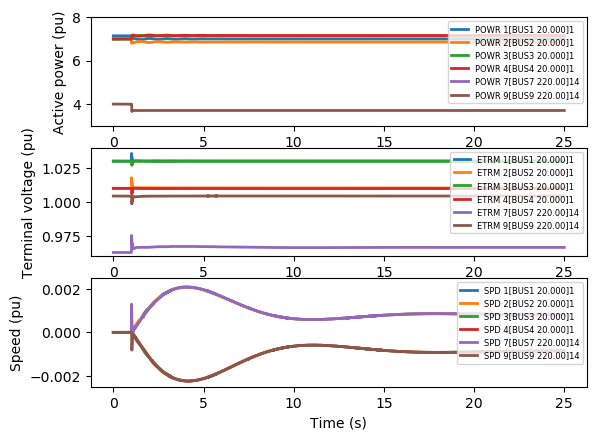 Active power (pu)
8
6
4
POWR 1[BUS1 20.000]1
POWR 2[BUS2 20.000]1
POWR 3[BUS3 20.000]1
POWR 4[BUS4 20.000]1
POWR 7[BUS7 220.00]14
POWR 9[BUS9 220.00]14
0 5 10 15 20 25
Terminal voltage (pu)
1.025
1.000
0.975
ETRM 1[BUS1 20.000]1
ETRM 2[BUS2 20.000]1
ETRM 3[BUS3 20.000]1
ETRM 4[BUS4 20.000]1
ETRM 7[BUS7 220.00]14
ETRM 9[BUS9 220.00]14
0 5 10 15 20 25
Speed (pu)
0.002
0.000
−0.002
SPD 1[BUS1 20.000]1
SPD 2[BUS2 20.000]1
SPD 3[BUS3 20.000]1
SPD 4[BUS4 20.000]1
SPD 7[BUS7 220.00]14
SPD 9[BUS9 220.00]14
0 5 10 15 20 25
Time (s)